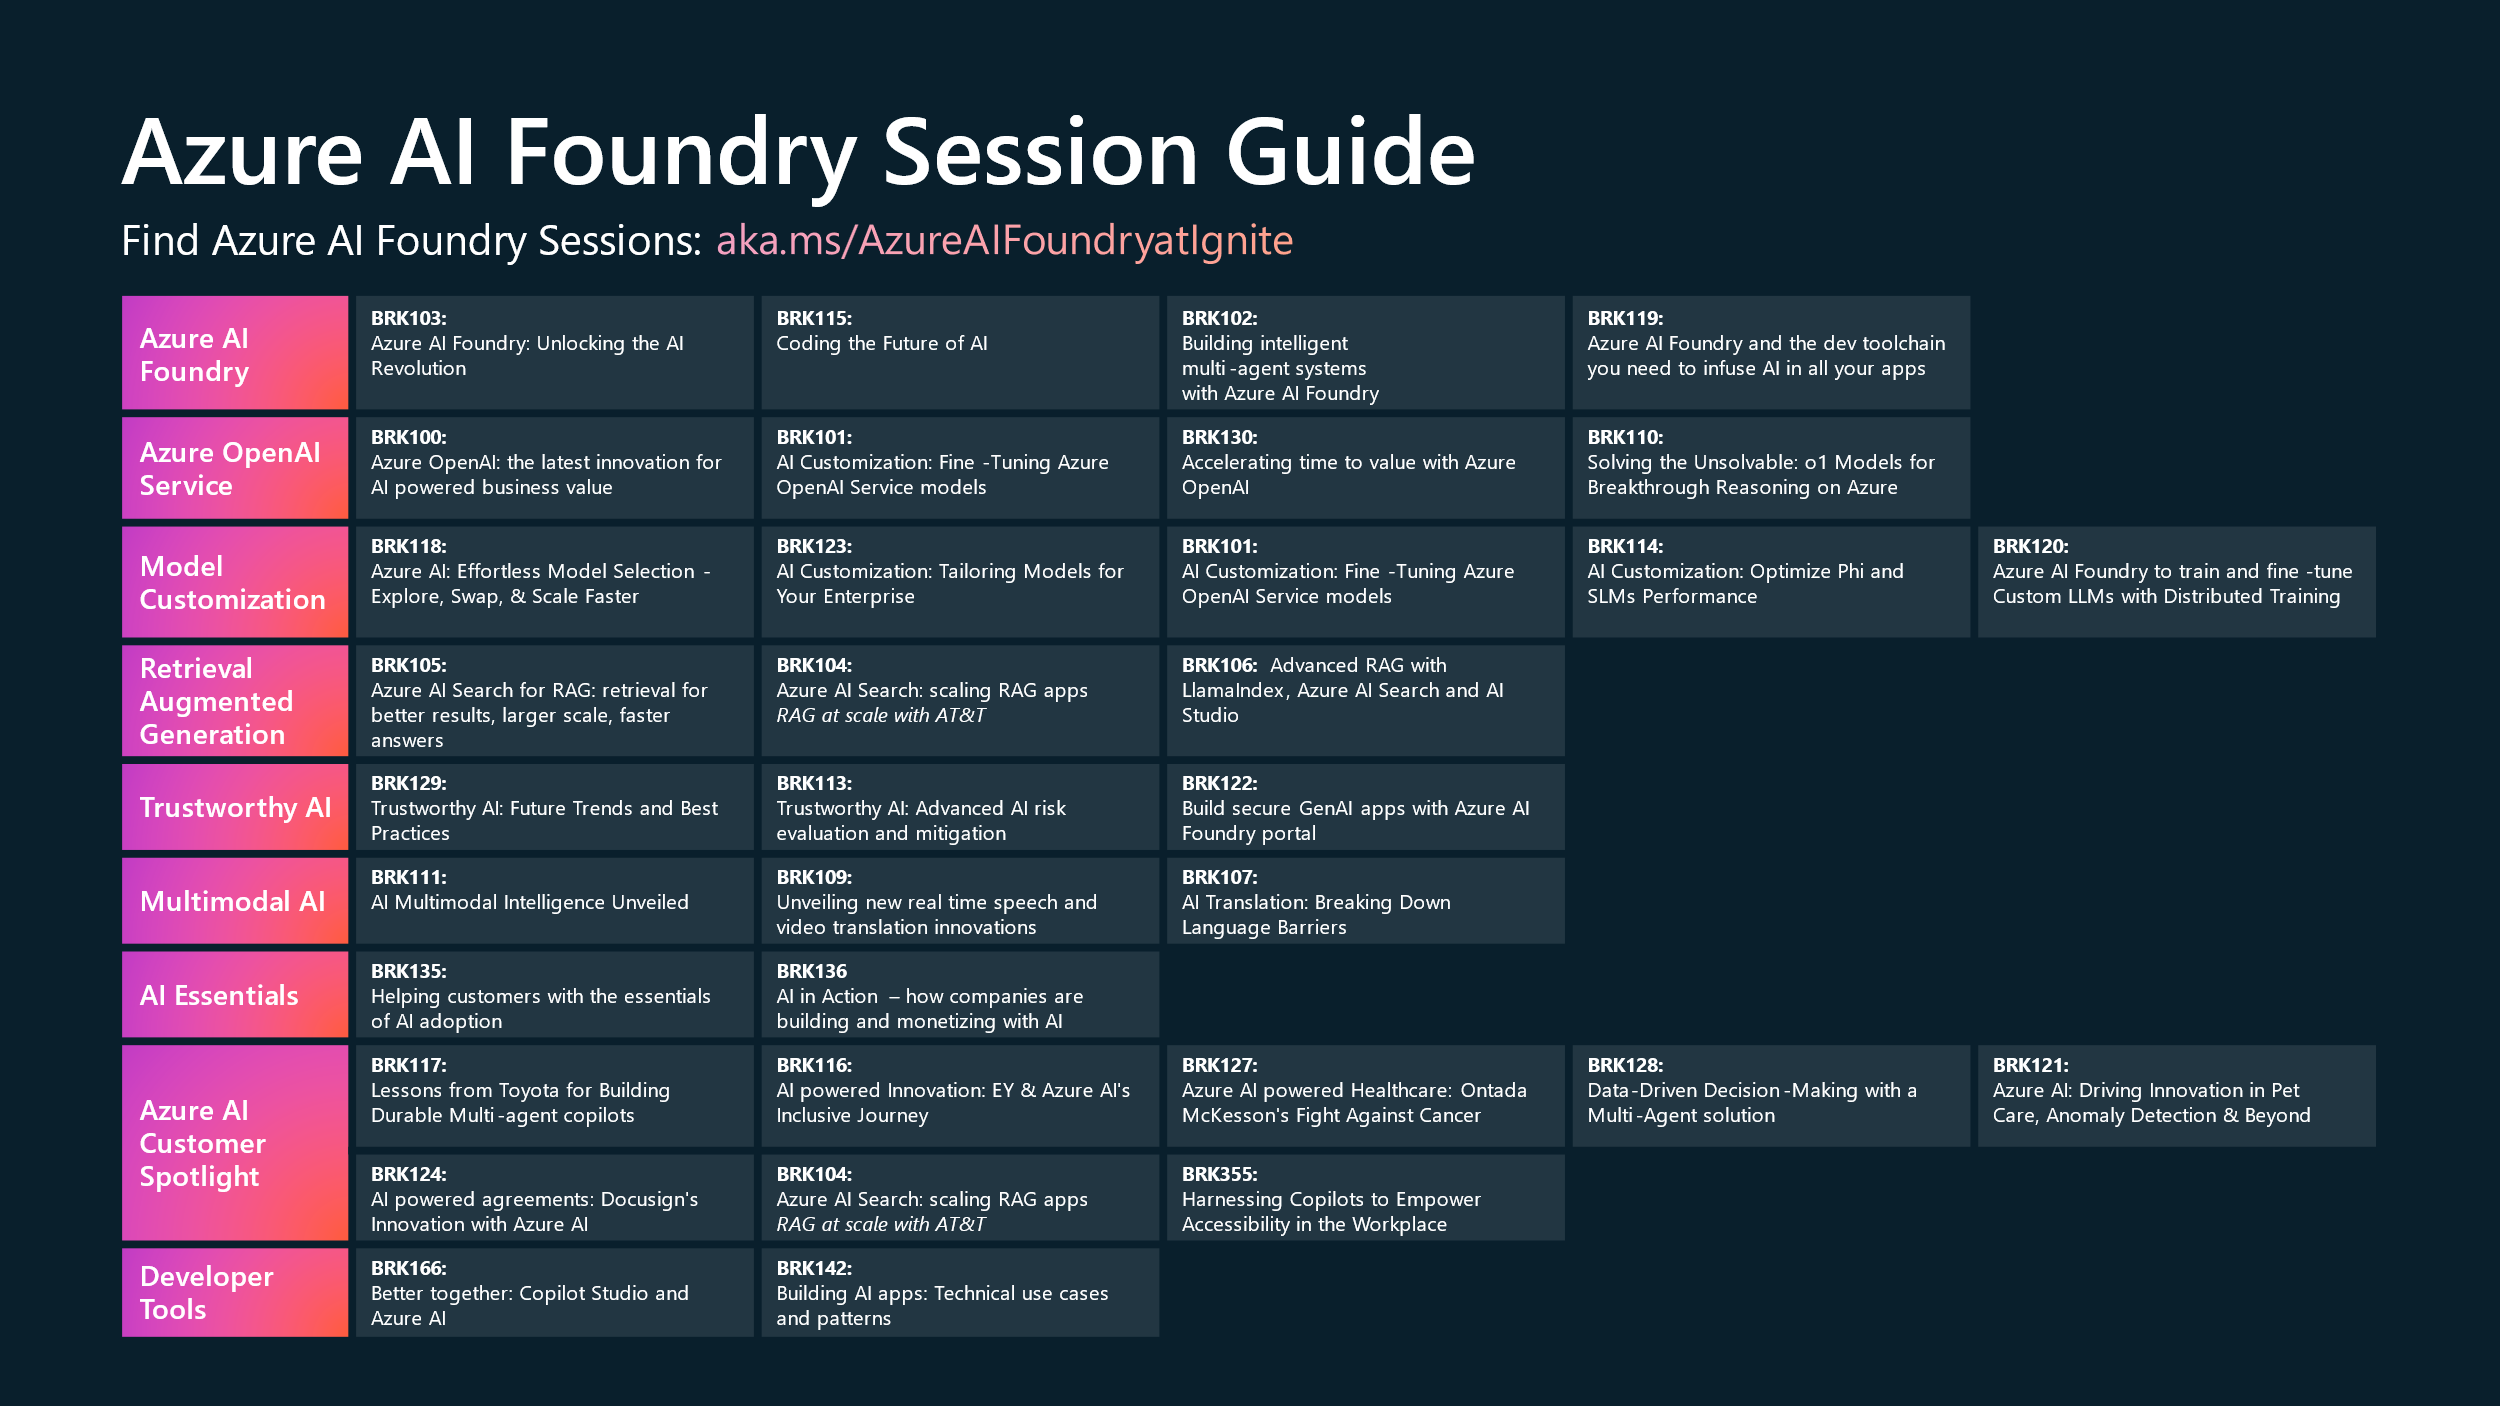 Azure AI Foundry Session Guide
Find Azure AI Foundry Sessions: aka.ms/AzureAIFoundryatIgnite
Azure AI
Foundry
BRK103:
Azure AI Foundry: Unlocking the AI
Revolution
BRK115:
Coding the Future of AI
BRK102:
Building intelligent
multi-agent systems
with Azure AI Foundry
BRK119:
Azure AI Foundry and the dev toolchain
you need to infuse AI in all your apps
Azure OpenAI
Service
BRK100:
Azure OpenAI: the latest innovation for
AI powered business value
BRK101:
AI Customization: Fine -Tuning Azure
OpenAI Service models
BRK130:
Accelerating time to value with Azure
OpenAI
BRK110:
Solving the Unsolvable: o1 Models for
Breakthrough Reasoning on Azure
Model
Customization
BRK118:
Azure AI: Effortless Model Selection -
Explore, Swap, & Scale Faster
BRK123:
AI Customization: Tailoring Models for
Your Enterprise
BRK101:
AI Customization: Fine -Tuning Azure
OpenAI Service models
BRK114:
AI Customization: Optimize Phi and
SLMs Performance
BRK120:
Azure AI Foundry to train and fine -tune
Custom LLMs with Distributed Training
Retrieval
Augmented
Generation
BRK105:
Azure AI Search for RAG: retrieval for
better results, larger scale, faster
answers
BRK104:
Azure AI Search: scaling RAG apps
RAG at scale with AT&T
BRK106: Advanced RAG with
LlamaIndex, Azure AI Search and AI
Studio
Trustworthy AI
BRK129:
Trustworthy AI: Future Trends and Best
Practices
BRK113:
Trustworthy AI: Advanced AI risk
evaluation and mitigation
BRK122:
Build secure GenAI apps with Azure AI
Foundry portal
Multimodal AI
BRK111:
AI Multimodal Intelligence Unveiled
BRK109:
Unveiling new real time speech and
video translation innovations
BRK107:
AI Translation: Breaking Down
Language Barriers
AI Essentials
BRK135:
Helping customers with the essentials
of AI adoption
BRK136
AI in Action – how companies are
building and monetizing with AI
Azure AI
Customer
Spotlight
BRK117:
Lessons from Toyota for Building
Durable Multi-agent copilots
BRK116:
AI powered Innovation: EY & Azure AI's
Inclusive Journey
BRK127:
Azure AI powered Healthcare: Ontada
McKesson's Fight Against Cancer
BRK128:
Data-Driven Decision-Making with a
Multi-Agent solution
BRK121:
Azure AI: Driving Innovation in Pet
Care, Anomaly Detection & Beyond
BRK124:
AI powered agreements: Docusign's
Innovation with Azure AI
BRK104:
Azure AI Search: scaling RAG apps
RAG at scale with AT&T
BRK355:
Harnessing Copilots to Empower
Accessibility in the Workplace
Developer
Tools
BRK166:
Better together: Copilot Studio and
Azure AI
BRK142:
Building AI apps: Technical use cases
and patterns